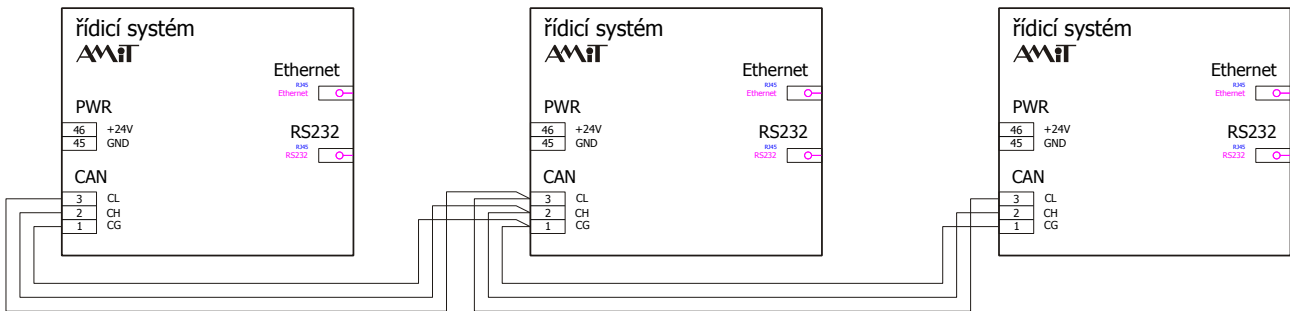 řídicí systém
AMiT
Ethernet
RJ45
Ethernet
PWR
46 +24V
45 GND
RS232
RJ45
RS232
CAN
3 CL
2 CH
1 CG
řídicí systém
AMiT
Ethernet
RJ45
Ethernet
PWR
46 +24V
45 GND
RS232
RJ45
RS232
CAN
3 CL
2 CH
1 CG
řídicí systém
AMiT
Ethernet
RJ45
Ethernet
PWR
46 +24V
45 GND
RS232
RJ45
RS232
CAN
3 CL
2 CH
1 CG